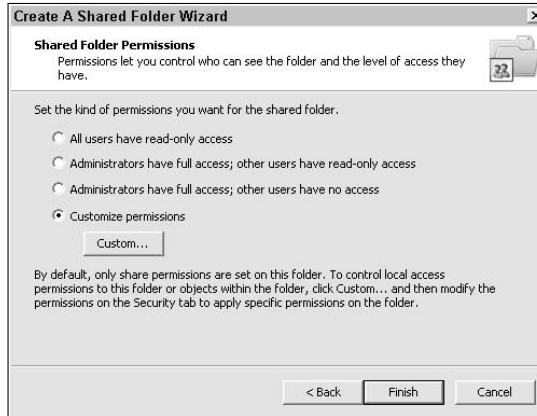 Create A Shared Folder Wizard
Shared Folder Permissions
Permissions let you control who can see the folder and the level of access they
have.
Set the kind of permissions you want for the shared folder.
All users have read-only access
Administrators have full access; other users have read-only access
Administrators have full access; other users have no access
Customize permissions
Custom...
By default, only share permissions are set on this folder. To control local access
permissions to this folder or objects within the folder, click Custom... and then modify the
permissions on the Security tab to apply specific permissions on the folder.
< Back
Finish
Cancel